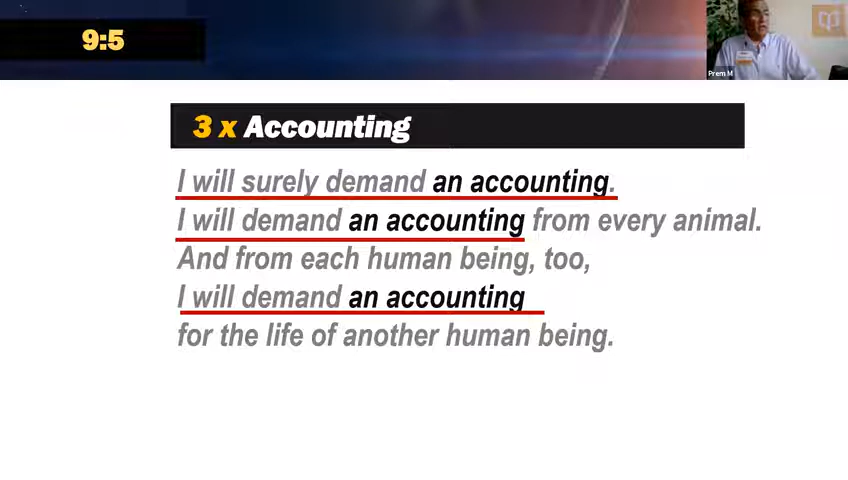 9:5
Prem M
3 x Accounting
I will surely demand an accounting.
I will demand an accounting from every animal.
And from each human being, too,
I will demand an accounting
for the life of another human being.